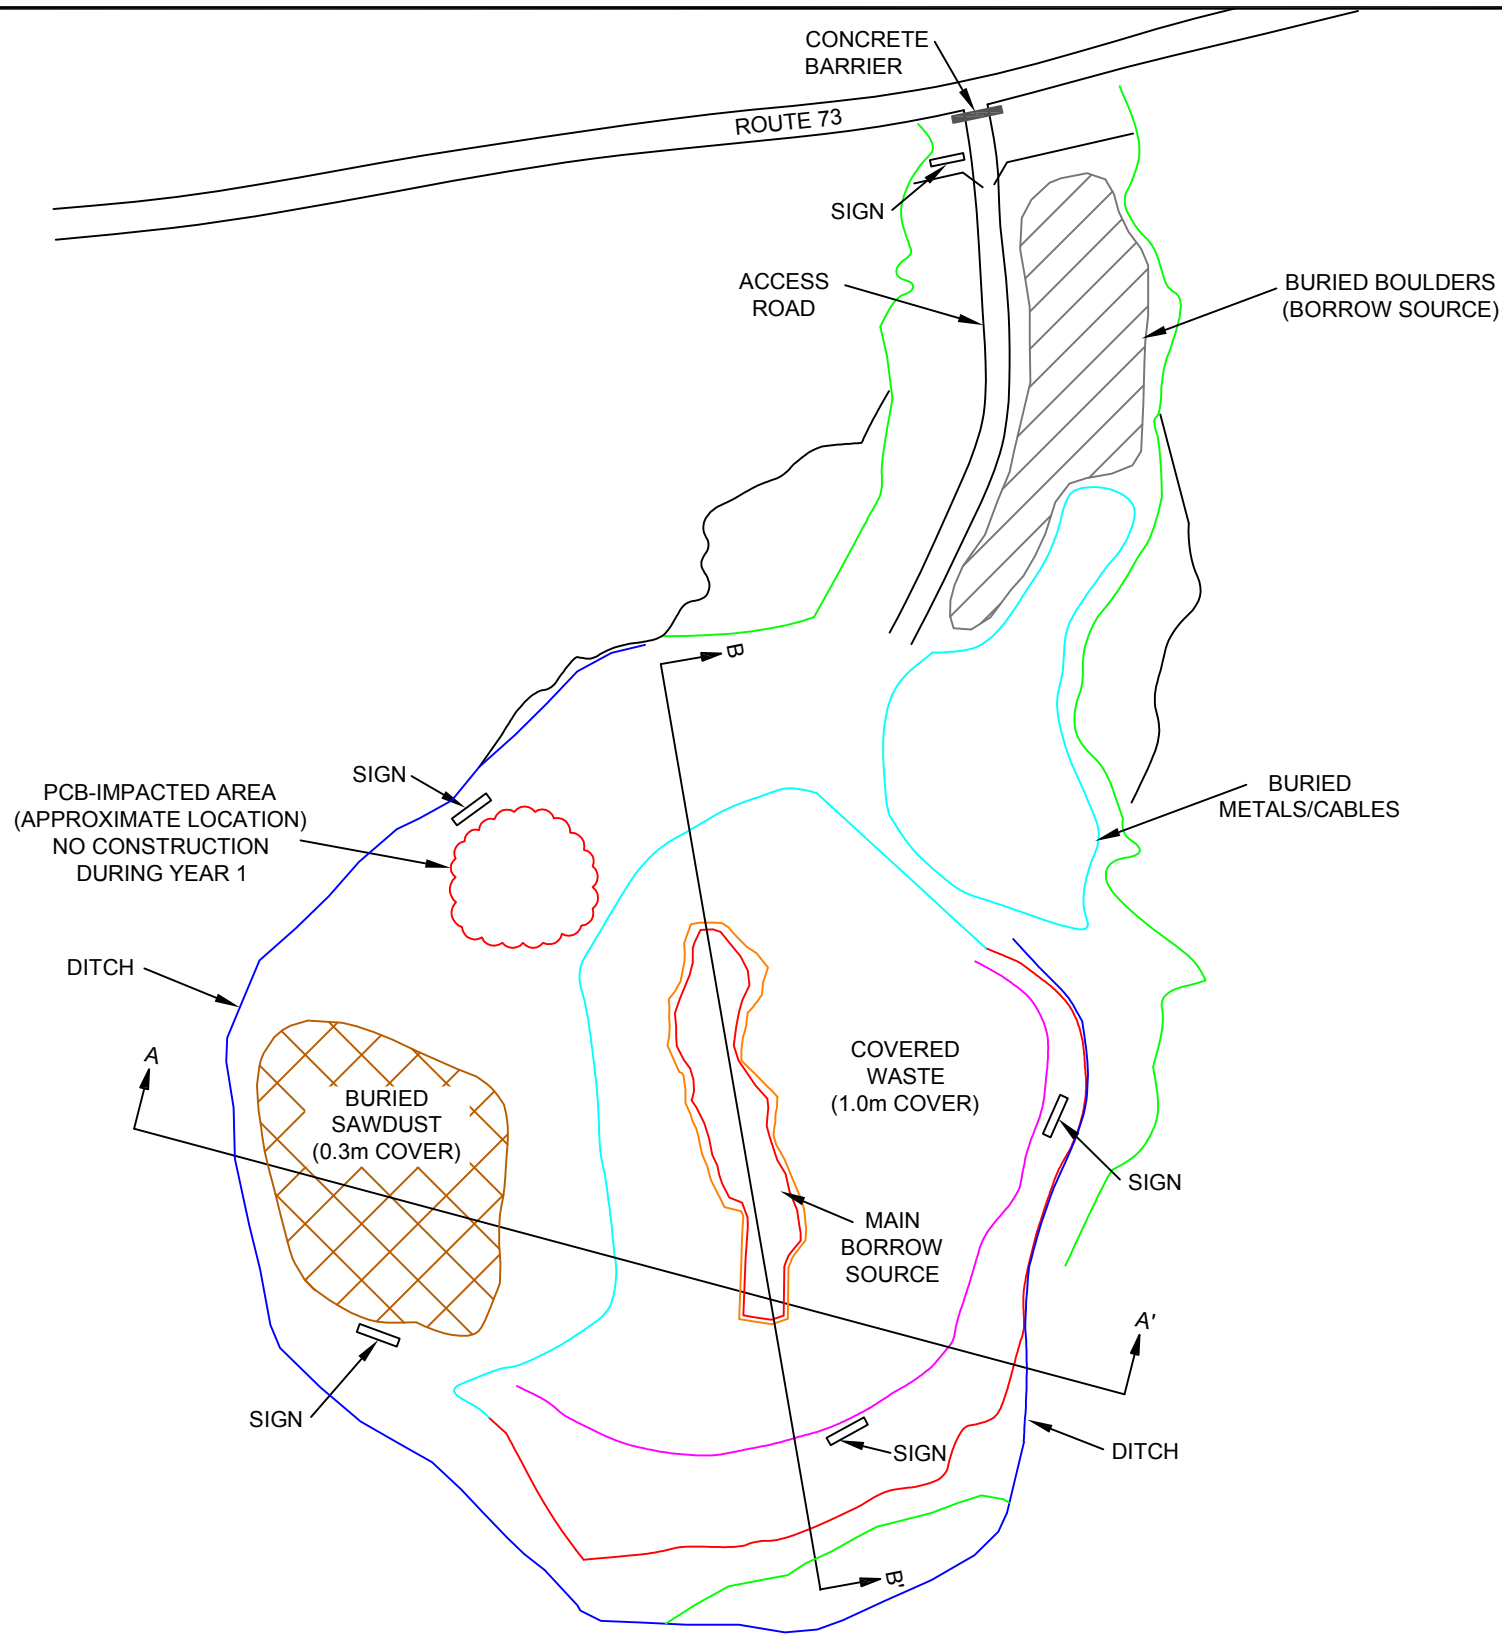 CONCRETE
BARRIER
ROUTE 73
SIGN
ACCESS
ROAD
BURIED BOULDERS
(BORROW SOURCE)
B
SIGN
PCB-IMPACTED AREA
(APPROXIMATE LOCATION)
NO CONSTRUCTION
DURING YEAR 1
BURIED
METALS/CABLES
DITCH
A
BURIED
SAWDUST
(0.3m COVER)
COVERED
WASTE
(1.0m COVER)
SIGN
MAIN
BORROW
SOURCE
A'
SIGN
SIGN
DITCH
B'